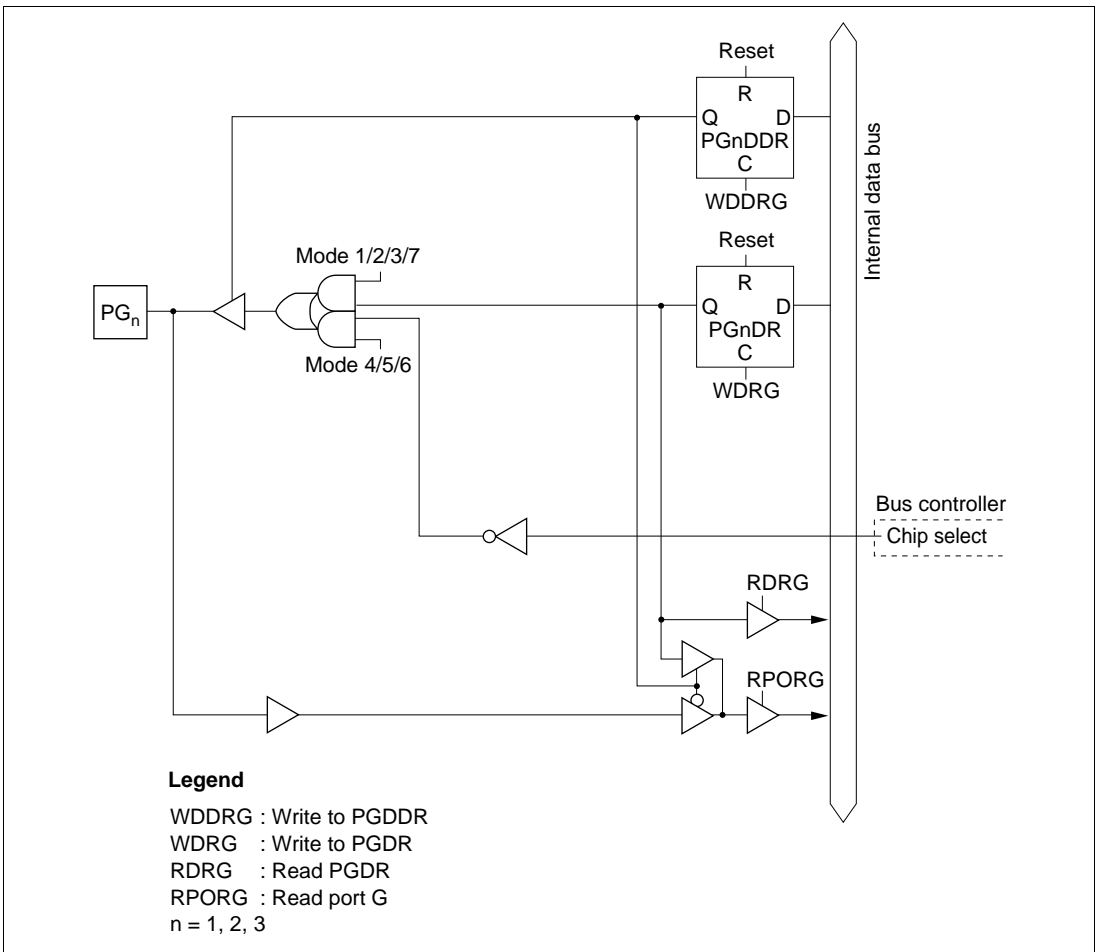 Reset
R
Q D
PGnDDR
C
WDDRG
Internal data bus
Reset
R
Q D
PGnDR
C
WDRG
Mode 1/2/3/7
PGn
Mode 4/5/6
Bus controller
Chip select
RDRG
RPORG
Legend
WDDRG : Write to PGDDR
WDRG : Write to PGDR
RDRG : Read PGDR
RPORG : Read port G
n = 1, 2, 3